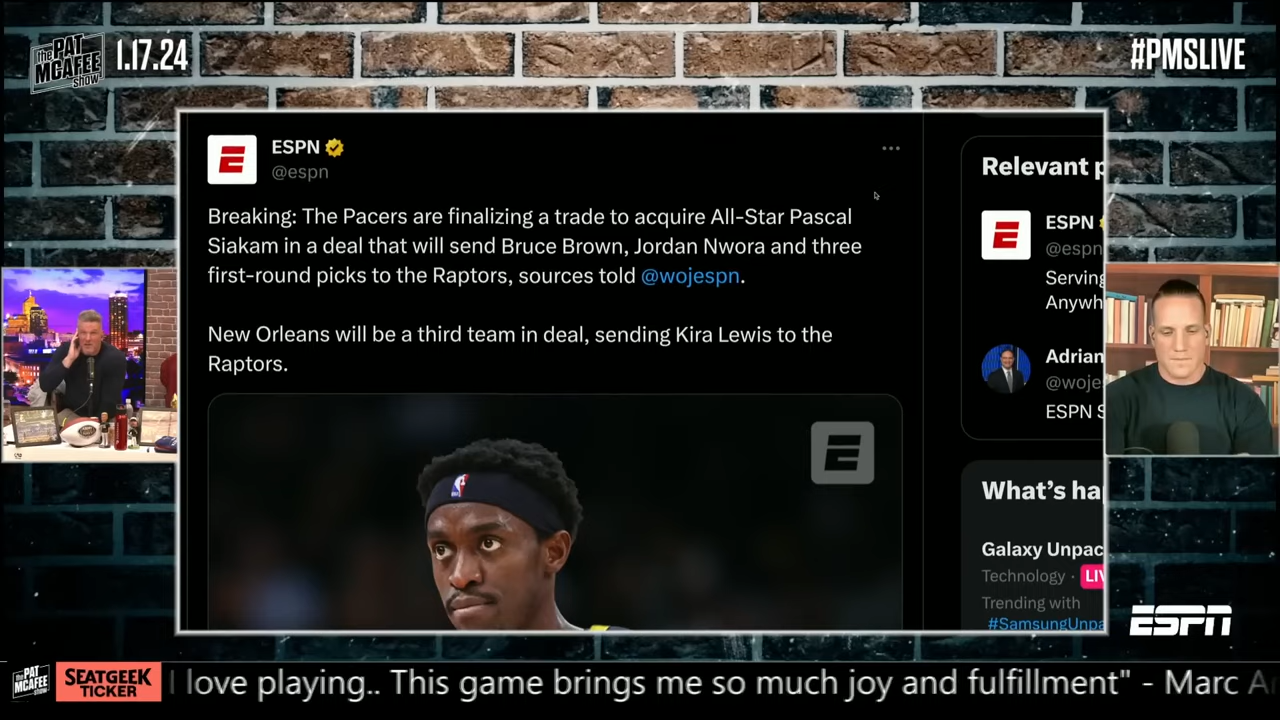 the PAT MCAFEE show
1.17.24
#PMSLIVE
ESPN
@espn
Breaking: The Pacers are finalizing a trade to acquire All-Star Pascal
Siakam in a deal that will send Bruce Brown, Jordan Nwora and three
first-round picks to the Raptors, sources told @wojespn.
New Orleans will be a third team in deal, sending Kira Lewis to the
Raptors.
Relevant p
ESPN
@espn
Serving
Anywh
Adrian
@woje
ESPN S
What's ha
Galaxy Unpac
Technology · LIV
Trending with
#SamsungUnpa
ESPN
the PAT MCAFEE show
SEATGEEK
TICKER
I love playing.. This game brings me so much joy and fulfillment" - Marc A